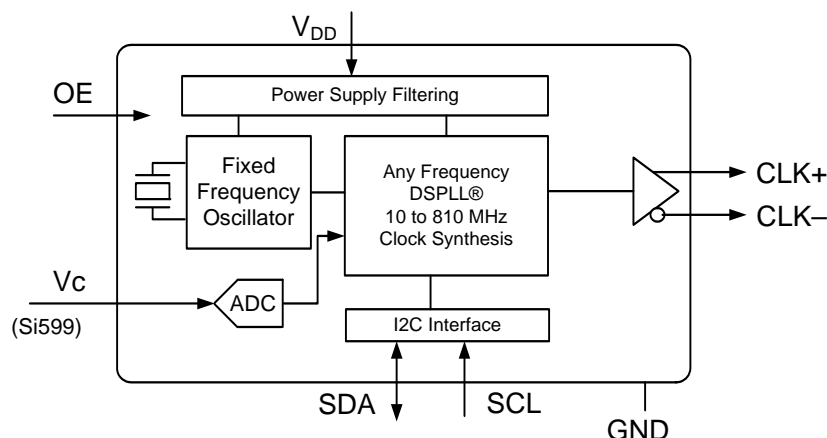 VDD
Power Supply Filtering
OE
Fixed
Frequency
Oscillator
Any Frequency
DSPLL®
10 to 810 MHz
Clock Synthesis
CLK+
CLK–
Vc
(Si599)
ADC
I2C Interface
SDA
SCL
GND